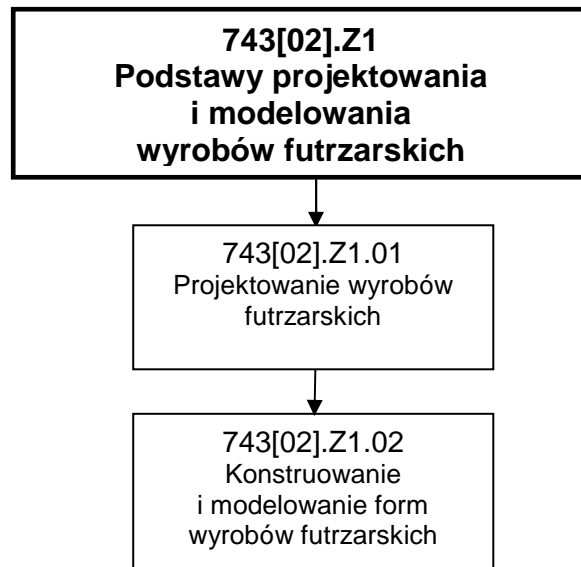 743[02].Z1
Podstawy projektowania
i modelowania
wyrobów futrzarskich
743[02].Z1.01
Projektowanie wyrobów
futrzarskich
743[02].Z1.02
Konstruowanie
i modelowanie form
wyrobów futrzarskich